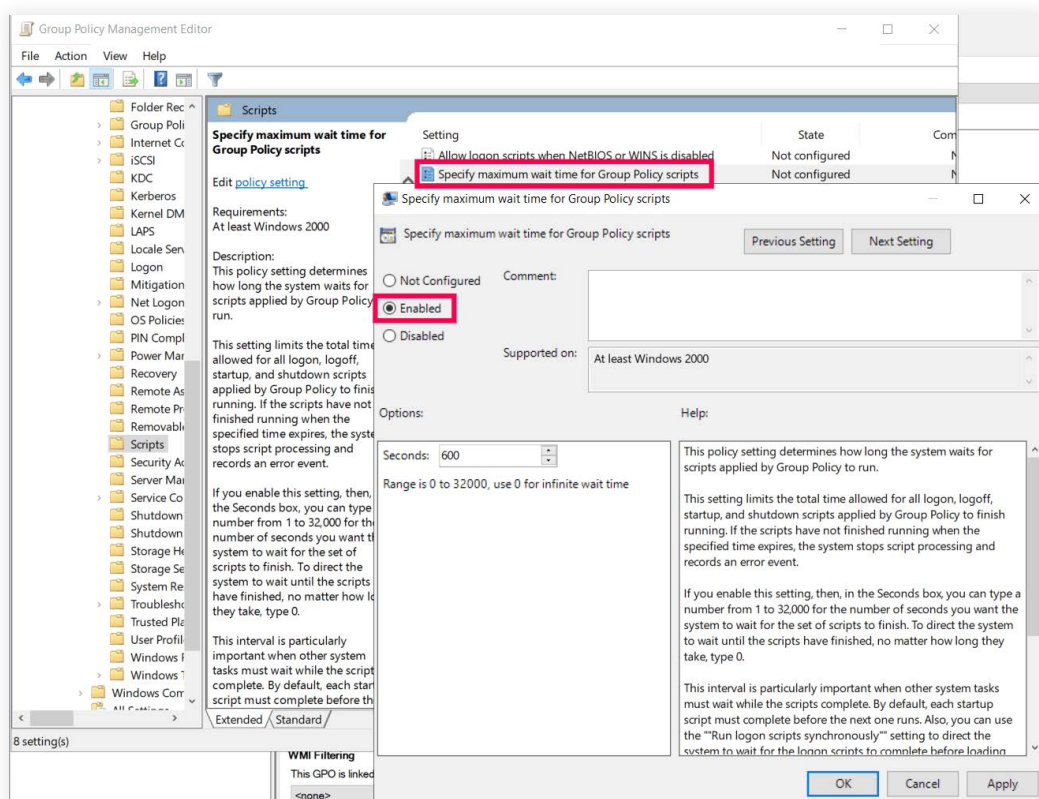 Group Policy Management Editor
File Action View Help
Folder Rec
Group Poli
Internet Co
iSCSI
KDC
Kerberos
Kernel DM
LAPS
Locale Serv
Logon
Mitigation
Net Logon
OS Policies
PIN Compl
Power Mar
Recovery
Remote As
Remote Pr
Removable
Scripts
Security Ac
Server Mar
Service Co
Shutdown
Shutdown
Storage He
Storage Se
System Re
Troublesho
Trusted Pla
User Profil
Windows F
Windows T
Windows Com
All Settings
8 setting(s)
Scripts
Specify maximum wait time for
Group Policy scripts
Edit policy setting
Requirements:
At least Windows 2000
Description:
This policy setting determines
how long the system waits for
scripts applied by Group Policy
run.
This setting limits the total time
allowed for all logon, logoff,
startup, and shutdown scripts
applied by Group Policy to finis
running. If the scripts have not
finished running when the
specified time expires, the syste
stops script processing and
records an error event.
If you enable this setting, then,
the Seconds box, you can type
number from 1 to 32,000 for the
number of seconds you want th
system to wait for the set of
scripts to finish. To direct the
system to wait until the scripts
have finished, no matter how lo
they take, type 0.
This interval is particularly
important when other system
tasks must wait while the script
complete. By default, each start
script must complete before th
Extended Standard
Setting State Com
Allow logon scripts when NetBIOS or WINS is disabled Not configured N
Specify maximum wait time for Group Policy scripts Not configured N
Specify maximum wait time for Group Policy scripts
Specify maximum wait time for Group Policy scripts
Previous Setting Next Setting
Not Configured Comment:
Enabled
Disabled
Supported on: At least Windows 2000
Options: Help:
Seconds: 600
Range is 0 to 32000, use 0 for infinite wait time
This policy setting determines how long the system waits for
scripts applied by Group Policy to run.
This setting limits the total time allowed for all logon, logoff,
startup, and shutdown scripts applied by Group Policy to finish
running. If the scripts have not finished running when the
specified time expires, the system stops script processing and
records an error event.
If you enable this setting, then, in the Seconds box, you can type a
number from 1 to 32,000 for the number of seconds you want the
system to wait for the set of scripts to finish. To direct the system
to wait until the scripts have finished, no matter how long they
take, type 0.
This interval is particularly important when other system tasks
must wait while the scripts complete. By default, each startup
script must complete before the next one runs. Also, you can use
the ""Run logon scripts synchronously"" setting to direct the
system to wait for the logon scripts to complete before loading
OK Cancel Apply
WMI Filtering
This GPO is linked
<none>